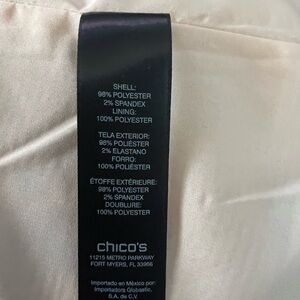 SHELL:
98% POLYESTER
2% SPANDEX
LINING:
100% POLYESTER
TELA EXTERIOR:
98% POLIÉSTER
2% ELASTANO
FORRO:
100% POLIÉSTER
ÉTOFFE EXTÉRIEURE:
98% POLYESTER
2% SPANDEX
DOUBLURE:
100% POLYESTER
chico's
11215 METRO PARKWAY
FORT MYERS, FL 33966
Importado en México por:
Importadora Globastic,
S.A. de C.V.